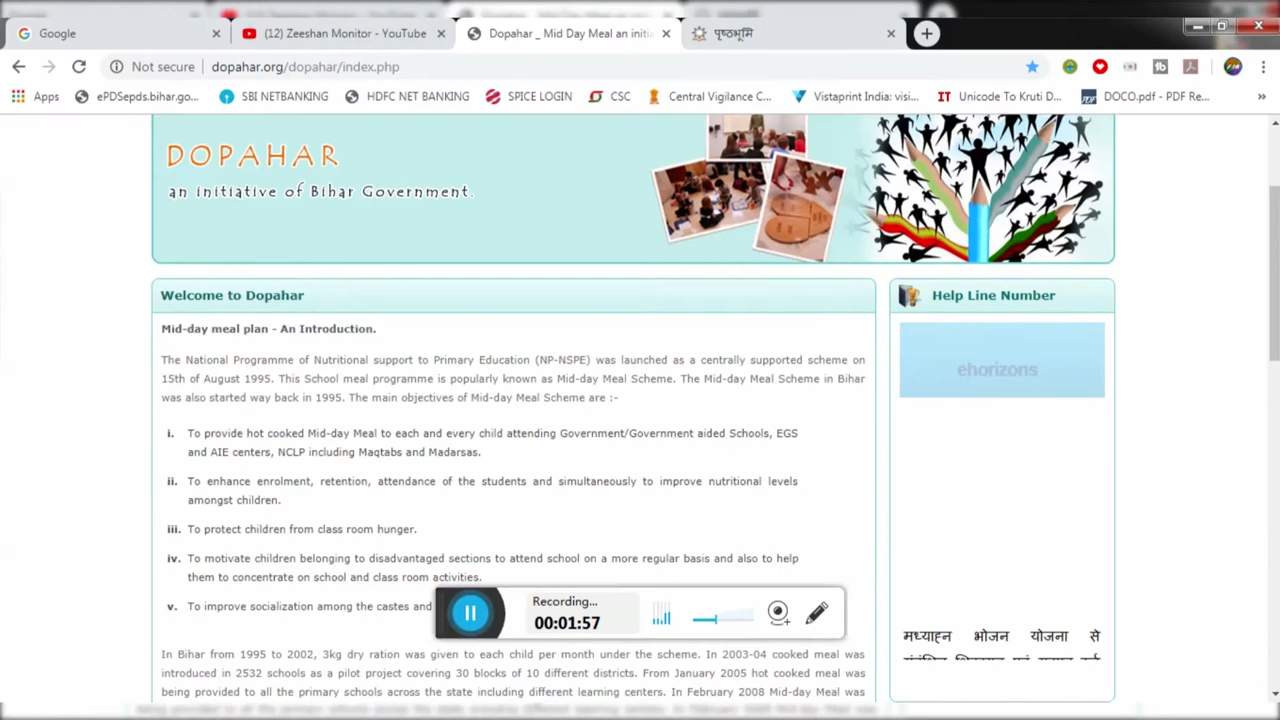 Google
(12) Zeeshan Monitor - YouTube
Dopahar _ Mid Day Meal an initia
पृष्ठभूमि
Not secure
dopahar.org/dopahar/index.php
Apps
ePDSepds.bihar.go...
SBI NETBANKING
HDFC NET BANKING
SPICE LOGIN
CSC
Central Vigilance C...
Vistaprint India: visi...
IT Unicode To Kruti D...
DOCO.pdf - PDF Re...
DOPAHAR
an initiative of Bihar Government.
Welcome to Dopahar
Help Line Number
Mid-day meal plan - An Introduction.
The National Programme of Nutritional support to Primary Education (NP-NSPE) was launched as a centrally supported scheme on
15th of August 1995. This School meal programme is popularly known as Mid-day Meal Scheme. The Mid-day Meal Scheme in Bihar
was also started way back in 1995. The main objectives of Mid-day Meal Scheme are :-
ehorizons
i. To provide hot cooked Mid-day Meal to each and every child attending Government/Government aided Schools, EGS
and AIE centers, NCLP including Maqtabs and Madarsas.
ii. To enhance enrolment, retention, attendance of the students and simultaneously to improve nutritional levels
amongst children.
iii. To protect children from class room hunger.
iv. To motivate children belonging to disadvantaged sections to attend school on a more regular basis and also to help
them to concentrate on school and class room activities.
v. To improve socialization among the castes and
Recording...
00:01:57
मध्याह्न भोजन योजना से
In Bihar from 1995 to 2002, 3kg dry ration was given to each child per month under the scheme. In 2003-04 cooked meal was
introduced in 2532 schools as a pilot project covering 30 blocks of 10 different districts. From January 2005 hot cooked meal was
being provided to all the primary schools across the state including different learning centers. In February 2008 Mid-day Meal was